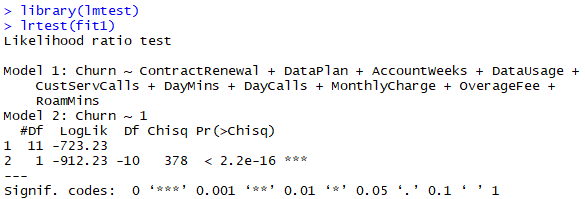 > library(lmtest)
> lrtest(fit1)
Likelihood ratio test

Model 1: Churn ~ ContractRenewal + DataPlan + AccountWeeks + DataUsage +
    CustServCalls + DayMins + DayCalls + MonthlyCharge + OverageFee +
    RoamMins
Model 2: Churn ~ 1
  #Df  LogLik  Df Chisq Pr(>Chisq)
1  11 -723.23
2   1 -912.23 -10   378  < 2.2e-16 ***
---
Signif. codes:  0 ‘***’ 0.001 ‘**’ 0.01 ‘*’ 0.05 ‘.’ 0.1 ‘ ’ 1